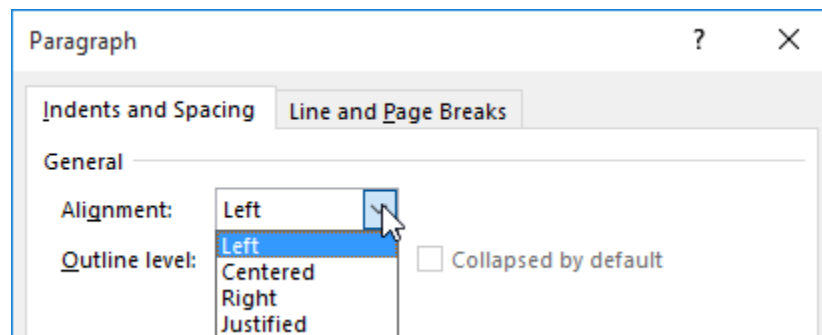 Paragraph ?
Indents and Spacing Line and Page Breaks
General
Alignment: Left
Left
Outline level: Collapsed by default
Centered
Right
Justified